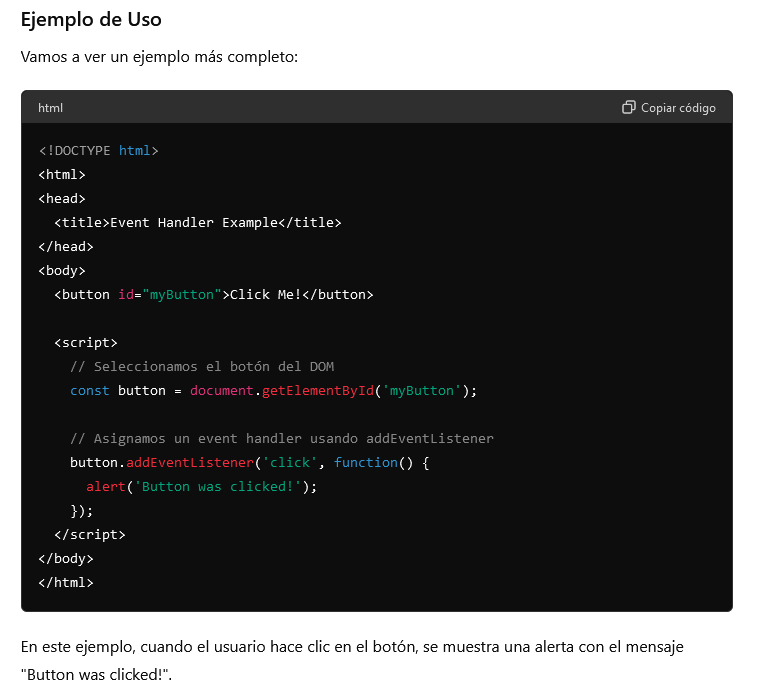 Ejemplo de Uso
Vamos a ver un ejemplo más completo:
html
Copiar código
<!DOCTYPE html>
<html>
<head>
  <title>Event Handler Example</title>
</head>
<body>
  <button id="myButton">Click Me!</button>

  <script>
    // Seleccionamos el botón del DOM
    const button = document.getElementById('myButton');

    // Asignamos un event handler usando addEventListener
    button.addEventListener('click', function() {
      alert('Button was clicked!');
    });
  </script>
</body>
</html>
En este ejemplo, cuando el usuario hace clic en el botón, se muestra una alerta con el mensaje
"Button was clicked!".